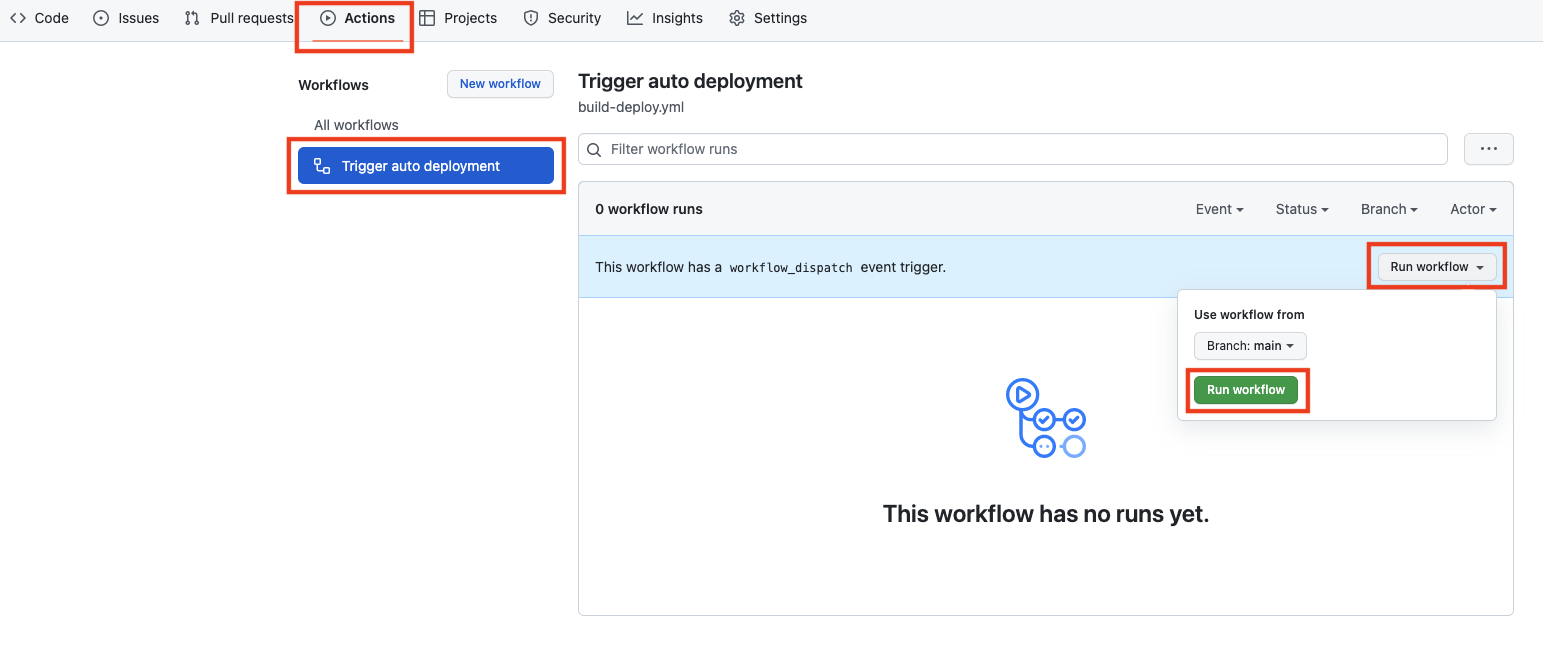 Code Issues Pull requests Actions Projects Security Insights Settings
Workflows
New workflow
All workflows
Trigger auto deployment
Trigger auto deployment
build-deploy.yml
Filter workflow runs
0 workflow runs
Event Status Branch Actor
This workflow has a workflow_dispatch event trigger.
Run workflow
Use workflow from
Branch: main
Run workflow
This workflow has no runs yet.